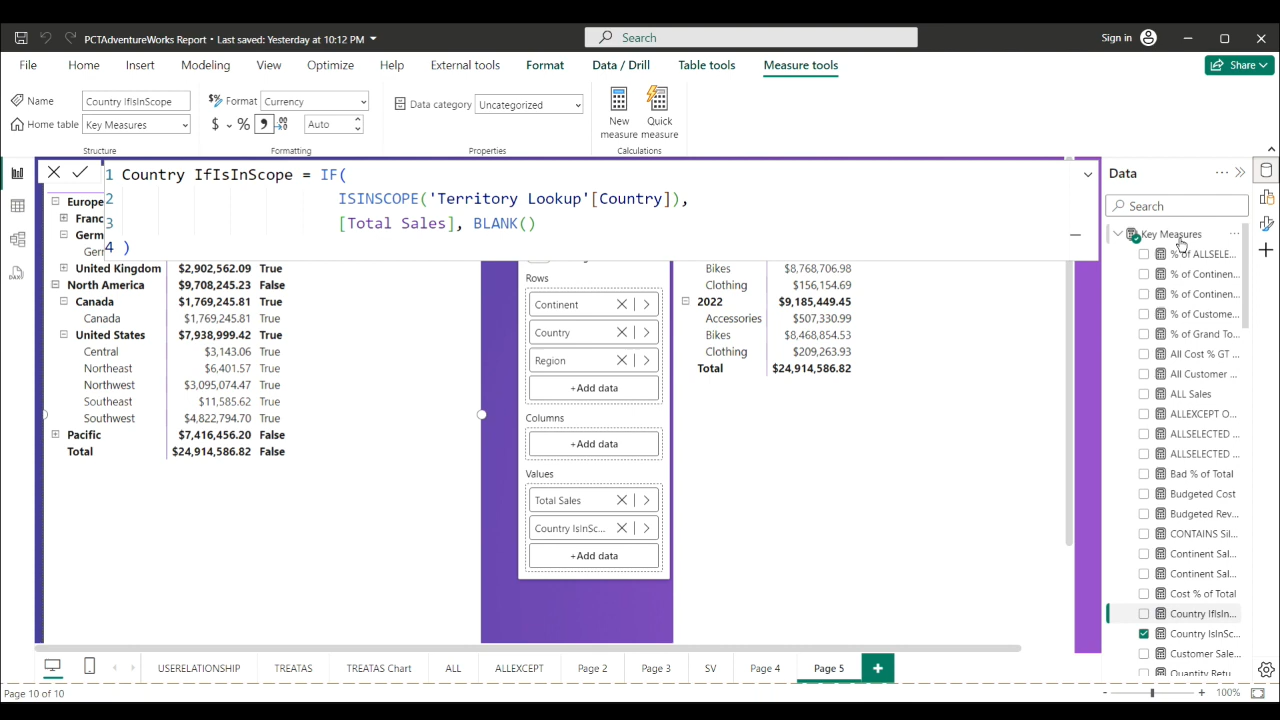 PCTAdventureWorks Report • Last saved: Yesterday at 10:12 PM
Search
Sign in
File Home Insert Modeling View Optimize Help External tools Format Data / Drill Table tools Measure tools
Share
Name Country IfIsInScope
Home table Key Measures
Structure
Format Currency
$ % Auto
Formatting
Data category Uncategorized
Properties
New measure
Quick measure
Calculations
1 Country IfIsInScope = IF(
2 ISINSCOPE('Territory Lookup'[Country]),
3 [Total Sales], BLANK()
4 )
Europe
Franc
Germ
Ger
United Kingdom $2,902,562.09 True
North America $9,708,245.23 False
Canada $1,769,245.81 True
Canada $1,769,245.81 True
United States $7,938,999.42 True
Central $3,143.06 True
Northeast $6,401.57 True
Northwest $3,095,074.47 True
Southeast $11,585.62 True
Southwest $4,822,794.70 True
Pacific $7,416,456.20 False
Total $24,914,586.82 False
Rows
Continent
Country
Region
+Add data
Columns
+Add data
Values
Total Sales
Country IsInSc...
+Add data
Bikes $8,768,706.98
Clothing $156,154.69
2022 $9,185,449.45
Accessories $507,330.99
Bikes $8,468,854.53
Clothing $209,263.93
Total $24,914,586.82
Data
Search
Key Measures
% of ALLSELE...
% of Continen...
% of Continen...
% of Custome...
% of Grand To...
All Cost % GT ...
All Customer ...
ALL Sales
ALLEXCEPT O...
ALLSELECTED ...
ALLSELECTED ...
Bad % of Total
Budgeted Cost
Budgeted Rev...
CONTAINS Sil...
Continent Sal...
Continent Sal...
Cost % of Total
Country IfIsIn...
Country IsInSc...
Customer Sale...
Quantity Retu...
USERELATIONSHIP TREATAS TREATAS Chart ALL ALLEXCEPT Page 2 Page 3 SV Page 4 Page 5
Page 10 of 10
- + 100%